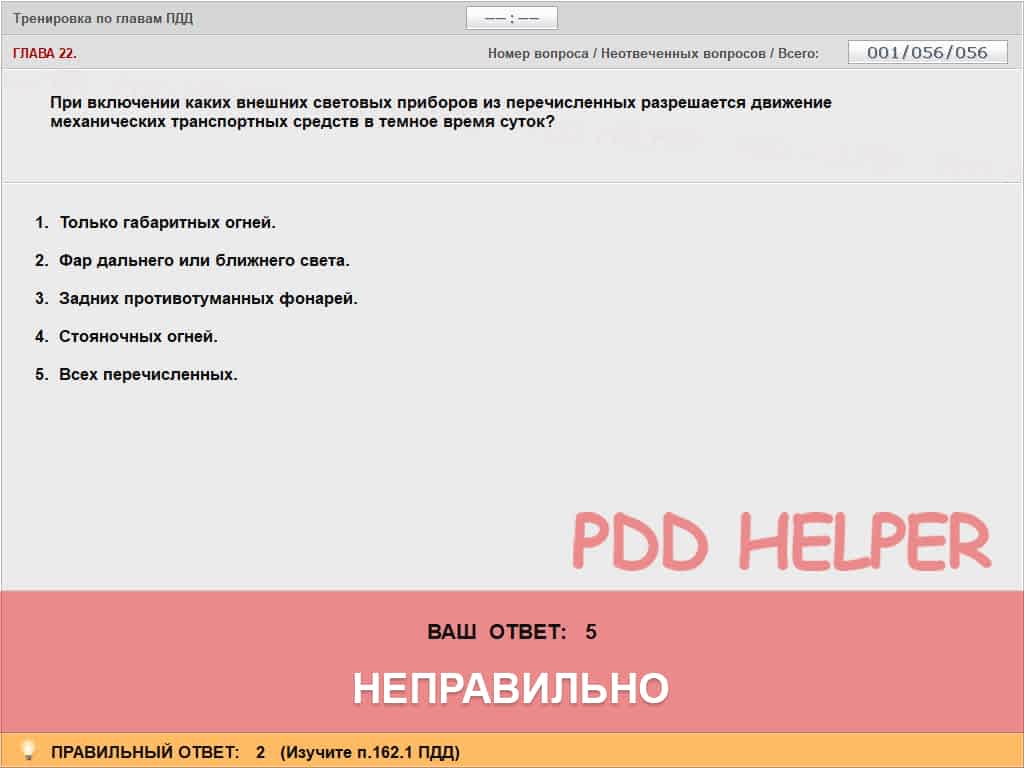 Тренировка по главам ПДД
—— : ——
ГЛАВА 22.
Номер вопроса / Неотвеченных вопросов / Всего:
001/056/056
При включении каких внешних световых приборов из перечисленных разрешается движение
механических транспортных средств в темное время суток?
1. Только габаритных огней.
2. Фар дальнего или ближнего света.
3. Задних противотуманных фонарей.
4. Стояночных огней.
5. Всех перечисленных.
PDD HELPER
ВАШ ОТВЕТ: 5
НЕПРАВИЛЬНО
ПРАВИЛЬНЫЙ ОТВЕТ: 2 (Изучите п.162.1 ПДД)